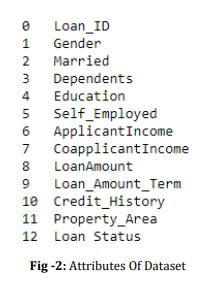 0 Loan_ID
1 Gender
2 Married
3 Dependents
4 Education
5 Self_Employed
6 ApplicantIncome
7 CoapplicantIncome
8 LoanAmount
9 Loan_Amount_Term
10 Credit_History
11 Property_Area
12 Loan Status
Fig -2: Attributes Of Dataset